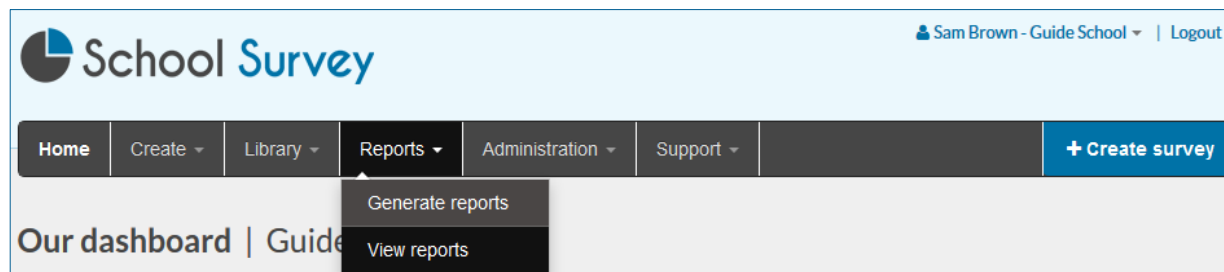 Sam Brown - Guide School | Logout
School Survey
Home Create Library Reports Administration Support + Create survey
Generate reports
Our dashboard | Guide
View reports